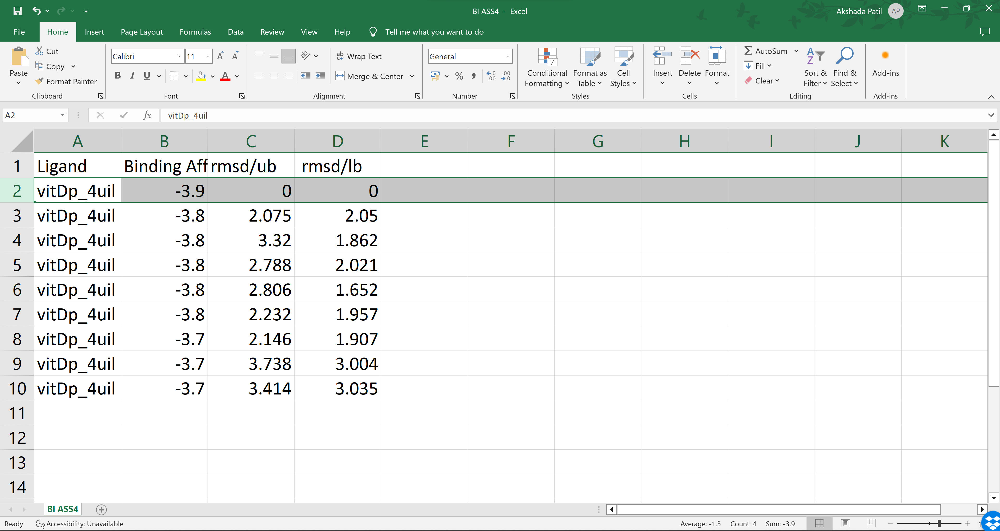 BI ASS4 - Excel
Akshada Patil AP
File Home Insert Page Layout Formulas Data Review View Help Tell me what you want to do
Paste
Cut
Copy
Format Painter
Clipboard
Calibri 11
B I U
Font
Wrap Text
Merge & Center
Alignment
General
Number
Conditional Formatting
Format as Table
Cell Styles
Styles
Insert Delete Format
Cells
AutoSum
Fill
Clear
Sort & Filter
Find & Select
Editing
Add-ins
Add-ins
A2 fx vitDp_4uil
A B C D E F G H I J K
1 Ligand Binding Aff rmsd/ub rmsd/lb
2 vitDp_4uil -3.9 0 0
3 vitDp_4uil -3.8 2.075 2.05
4 vitDp_4uil -3.8 3.32 1.862
5 vitDp_4uil -3.8 2.788 2.021
6 vitDp_4uil -3.8 2.806 1.652
7 vitDp_4uil -3.8 2.232 1.957
8 vitDp_4uil -3.7 2.146 1.907
9 vitDp_4uil -3.7 3.738 3.004
10 vitDp_4uil -3.7 3.414 3.035
11
12
13
14
BI ASS4
Ready Accessibility: Unavailable Average: -1.3 Count: 4 Sum: -3.9